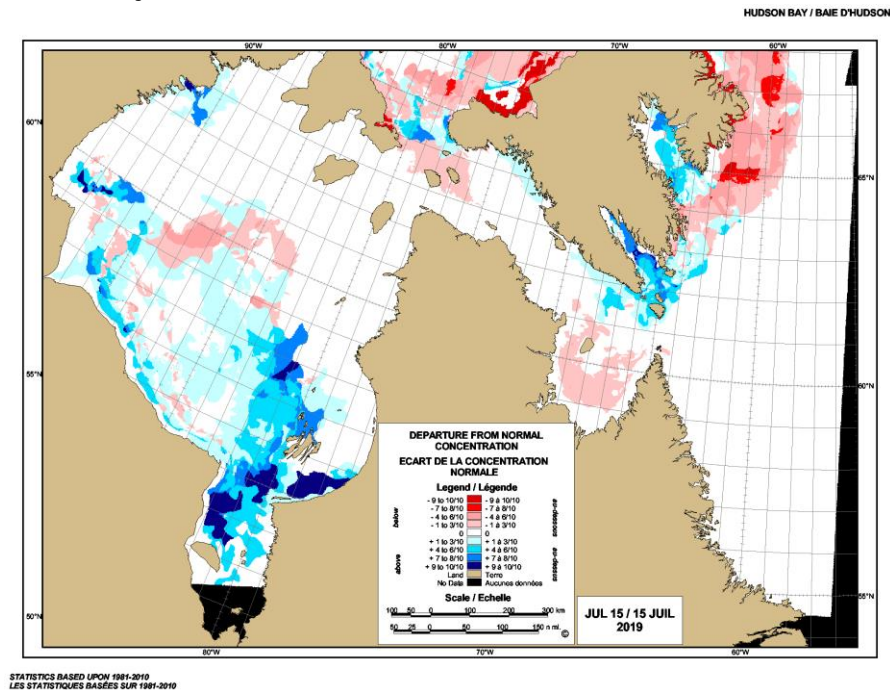 HUDSON BAY / BAIE D'HUDSON
90°W
80°W
70°W
60°W
60°N
65°N
55°N
60°N
50°N
55°N
80°W
70°W
60°W
DEPARTURE FROM NORMAL
CONCENTRATION
ECART DE LA CONCENTRATION
NORMALE
Legend / Légende
below
au-dessous
- 9 to 10/10 - 9 à 10/10
- 7 to 8/10 - 7 à 8/10
- 4 to 6/10 - 4 à 6/10
- 1 to 3/10 - 1 à 3/10
0 0
above
au-dessus
+ 1 to 3/10 + 1 à 3/10
+ 4 to 6/10 + 4 à 6/10
+ 7 to 8/10 + 7 à 8/10
+ 9 to 10/10 + 9 à 10/10
Land Terre
No Data Aucunes données
Scale / Echelle
100 50 0 100 200 300 km
50 25 0 50 100 150 n mi.
©
JUL 15 / 15 JUIL
2019
STATISTICS BASED UPON 1981-2010
LES STATISTIQUES BASÉES SUR 1981-2010